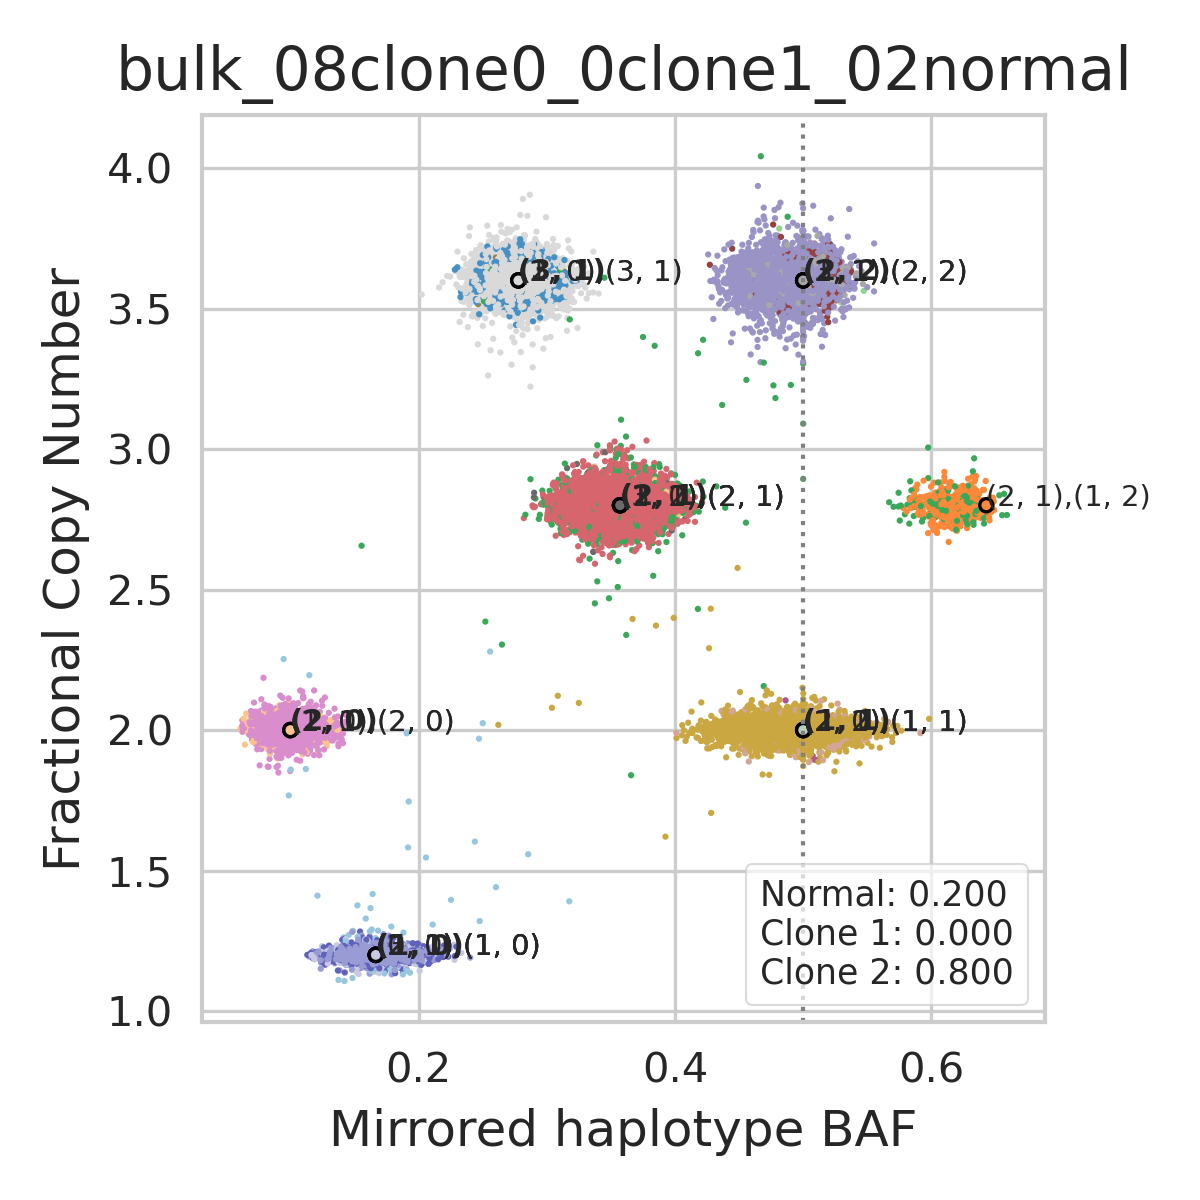 bulk_08clone0_0clone1_02normal
Fractional Copy Number
4.0
3.5
3.0
2.5
2.0
1.5
1.0
(3, 1)
(2, 2)
(2, 1)
(2, 1),(1, 2)
(2, 0)
(1, 1)
(1, 0)
Normal: 0.200
Clone 1: 0.000
Clone 2: 0.800
0.2
0.4
0.6
Mirrored haplotype BAF